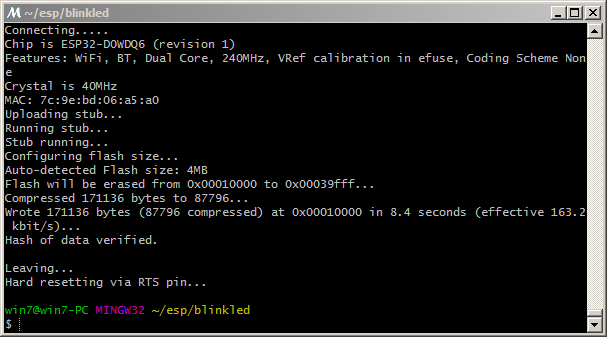 ~/esp/blinkled
Connecting.....
Chip is ESP32-D0WDQ6 (revision 1)
Features: WiFi, BT, Dual Core, 240MHz, VRef calibration in efuse, Coding Scheme Non
e
Crystal is 40MHz
MAC: 7c:9e:bd:06:a5:a0
Uploading stub...
Running stub...
Stub running...
Configuring flash size...
Auto-detected Flash size: 4MB
Flash will be erased from 0x00010000 to 0x00039fff...
Compressed 171136 bytes to 87796...
Wrote 171136 bytes (87796 compressed) at 0x00010000 in 8.4 seconds (effective 163.2
 kbit/s)...
Hash of data verified.

Leaving...
Hard resetting via RTS pin...

win7@win7-PC MINGW32 ~/esp/blinkled
$